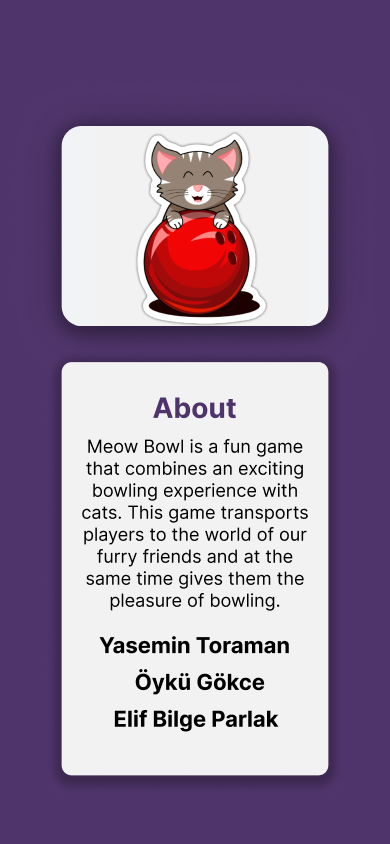 About
Meow Bowl is a fun game
that combines an exciting
bowling experience with
cats. This game transports
players to the world of our
furry friends and at the
same time gives them the
pleasure of bowling.
Yasemin Toraman
Öykü Gökce
Elif Bilge Parlak